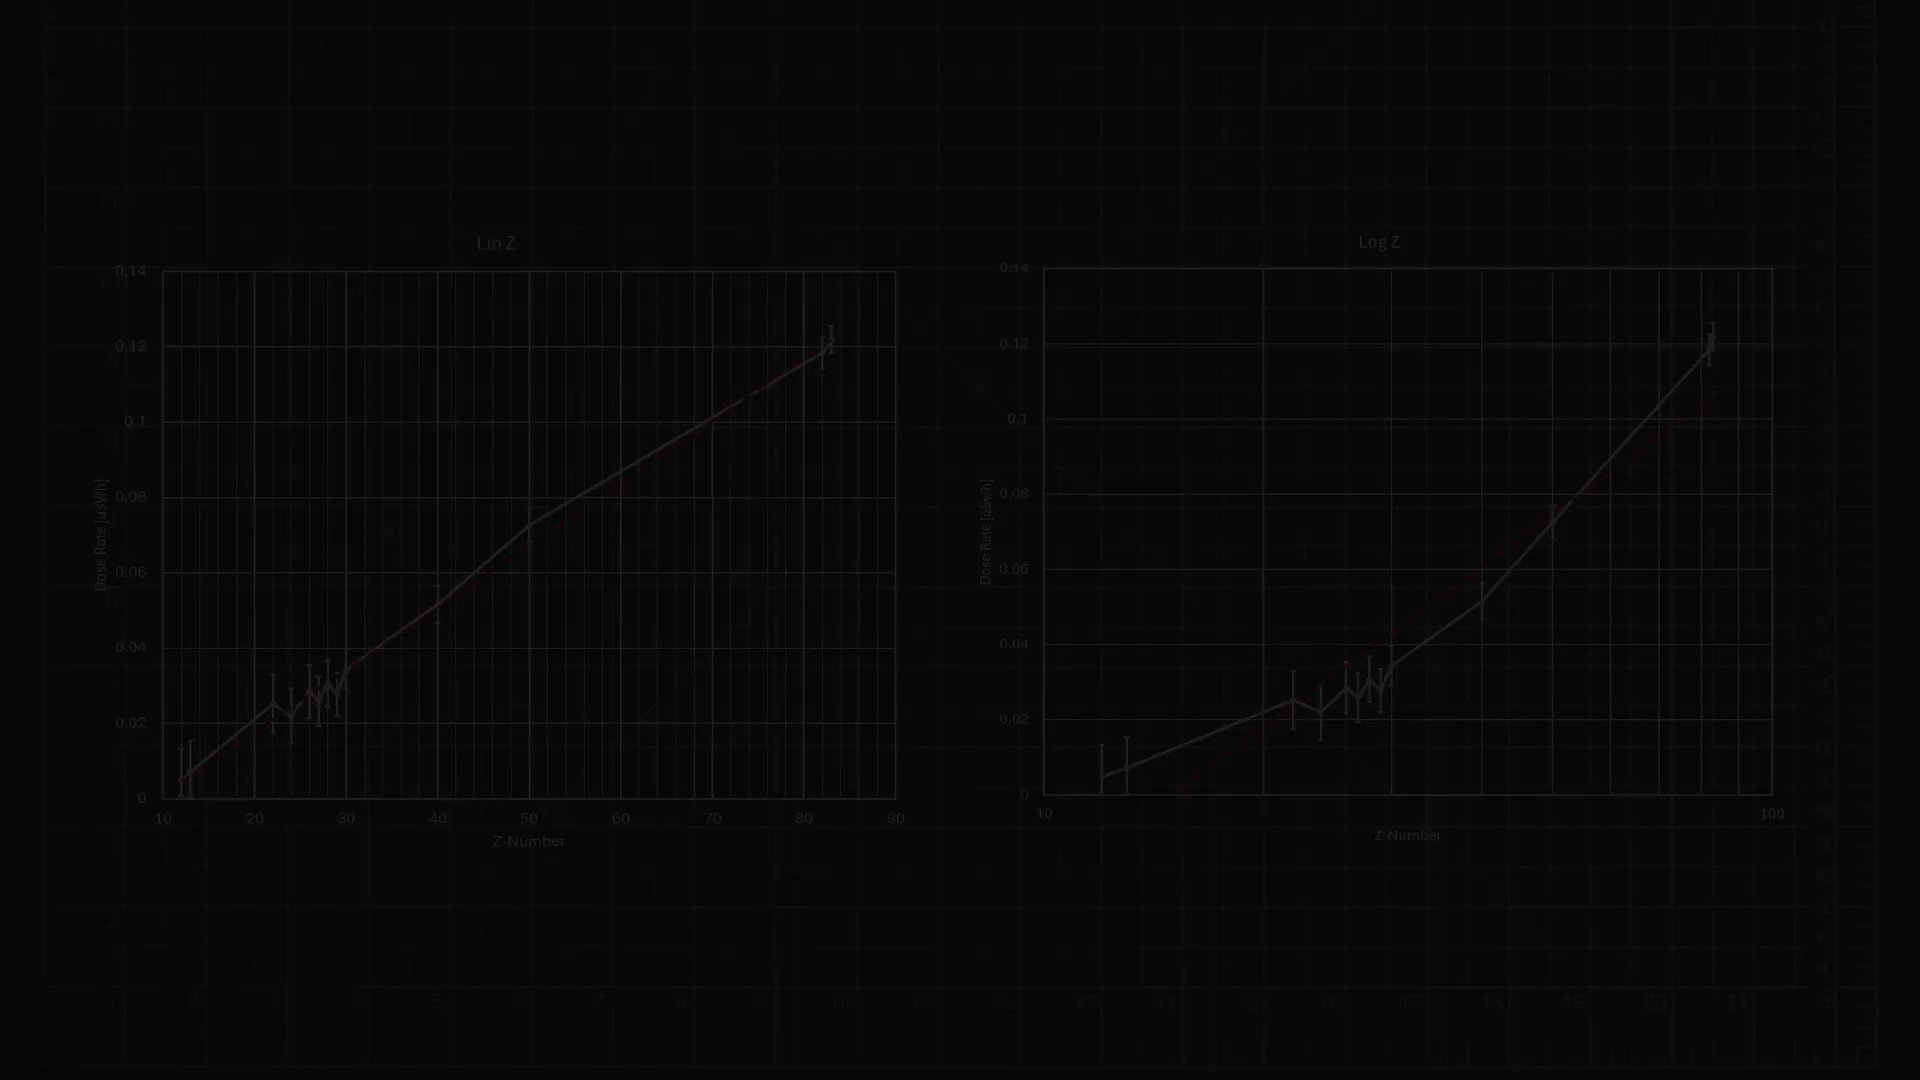 Lin Z
0.14
0.12
0.1
0.08
0.06
0.04
0.02
0
Dose Rate [usV/h]
10 20 30 40 50 60 70 80 90
Z-Number
Log Z
0.14
0.12
0.1
0.08
0.06
0.04
0.02
0
Dose Rate [uSv/h]
10 100
Z-Number